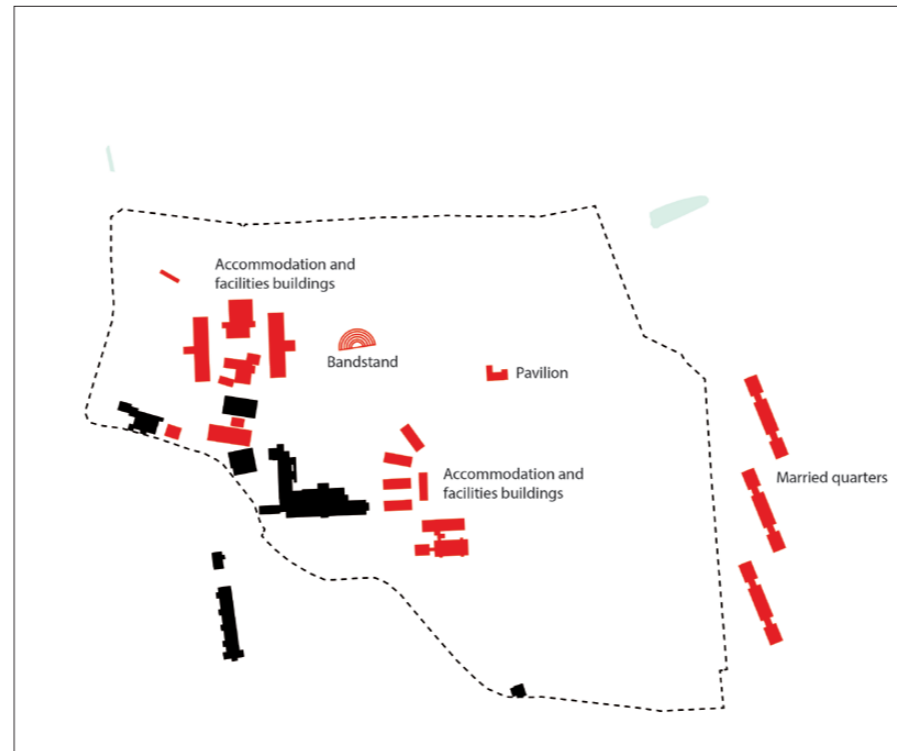 Accommodation and
facilities buildings
Bandstand
Pavilion
Accommodation and
facilities buildings
Married quarters